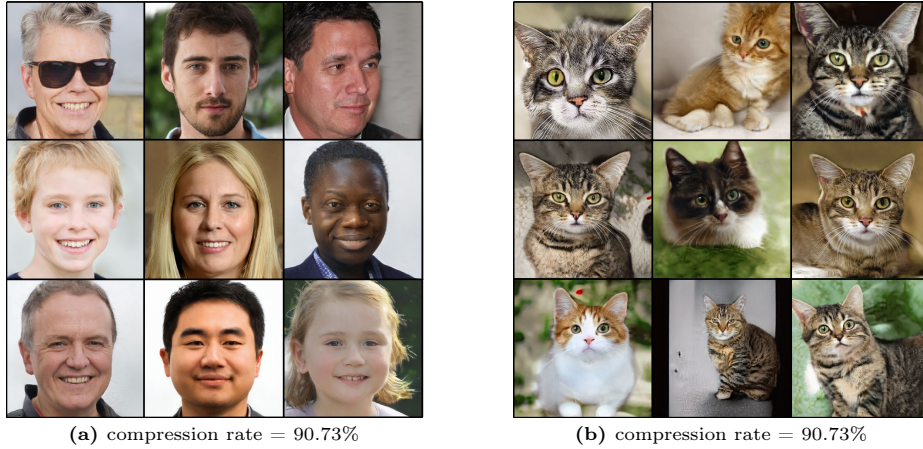 (a) compression rate = 90.73%
(b) compression rate = 90.73%